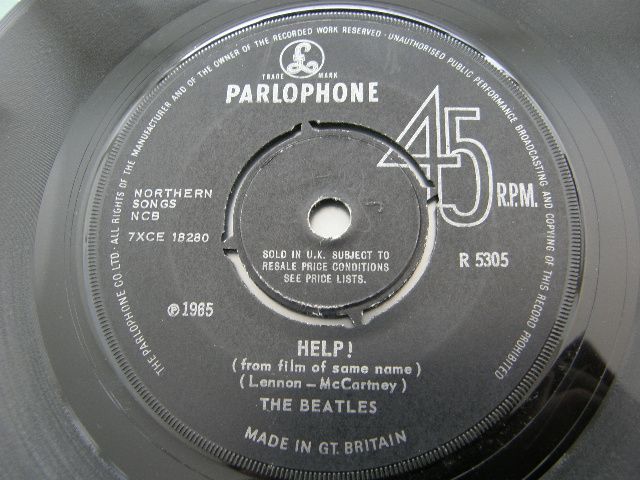 THE PARLOPHONE CO LTD · ALL RIGHTS OF THE MANUFACTURER AND OF THE OWNER OF THE RECORDED WORK RESERVED · UNAUTHORISED PUBLIC PERFORMANCE BROADCASTING AND COPYING OF THIS RECORD PROHIBITED
£
TRADE MARK
PARLOPHONE
45
R.P.M.
NORTHERN
SONGS
NCB
7XCE 18280
SOLD IN U.K. SUBJECT TO
RESALE PRICE CONDITIONS
SEE PRICE LISTS.
R 5305
℗1965
HELP!
(from film of same name)
(Lennon – McCartney)
THE BEATLES
MADE IN GT. BRITAIN